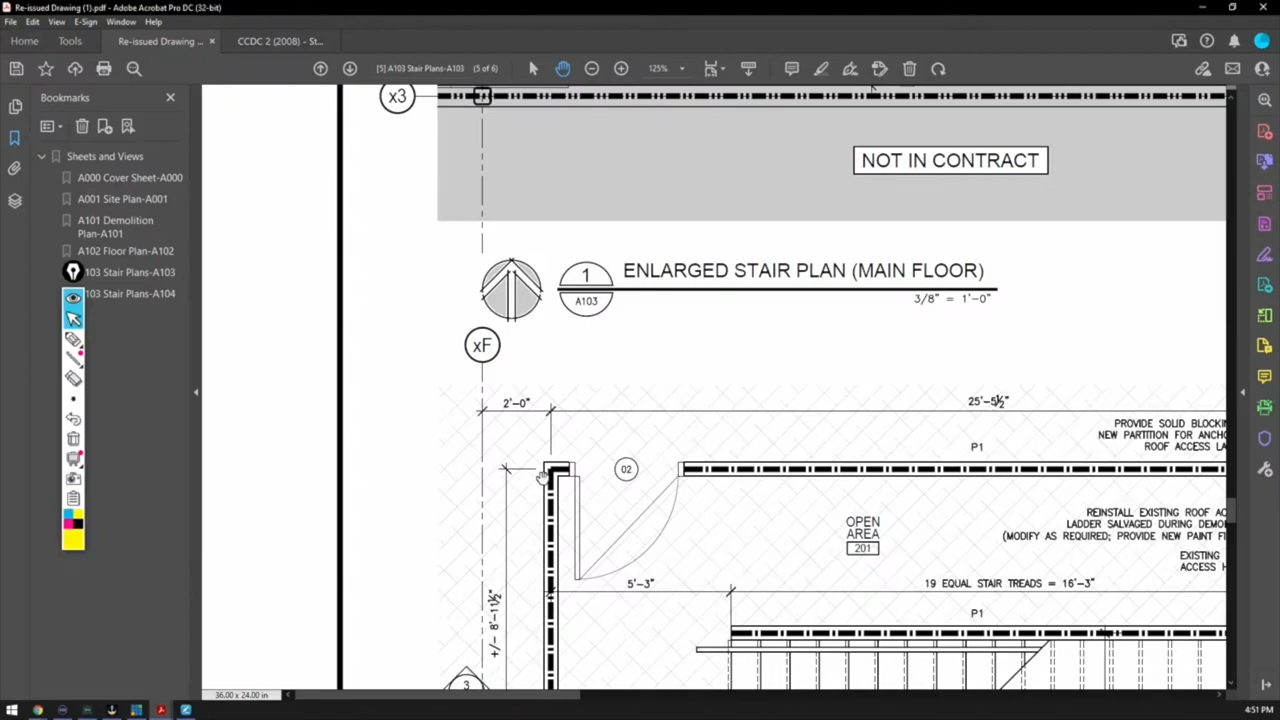 Re-issued Drawing (1).pdf - Adobe Acrobat Pro DC (32-bit)
File Edit View E-Sign Window Help
Home Tools Re-issued Drawing ... × CCDC 2 (2008) - St...
[5] A103 Stair Plans-A103 (5 of 6) 125%
Bookmarks
Sheets and Views
A000 Cover Sheet-A000
A001 Site Plan-A001
A101 Demolition
Plan-A101
A102 Floor Plan-A102
103 Stair Plans-A103
103 Stair Plans-A104
x3
NOT IN CONTRACT
1
A103
ENLARGED STAIR PLAN (MAIN FLOOR)
3/8" = 1'-0"
xF
2'-0"
25'-5½"
PROVIDE SOLID BLOCKIN
NEW PARTITION FOR ANCHO
ROOF ACCESS LA
P1
02
OPEN
AREA
201
REINSTALL EXISTING ROOF AC
LADDER SALVAGED DURING DEMO
(MODIFY AS REQUIRED; PROVIDE NEW PAINT FI
EXISTING
ACCESS H
5'-3"
19 EQUAL STAIR TREADS = 16'-3"
+/- 8'-11½"
P1
3
36.00 x 24.00 in
4:51 PM